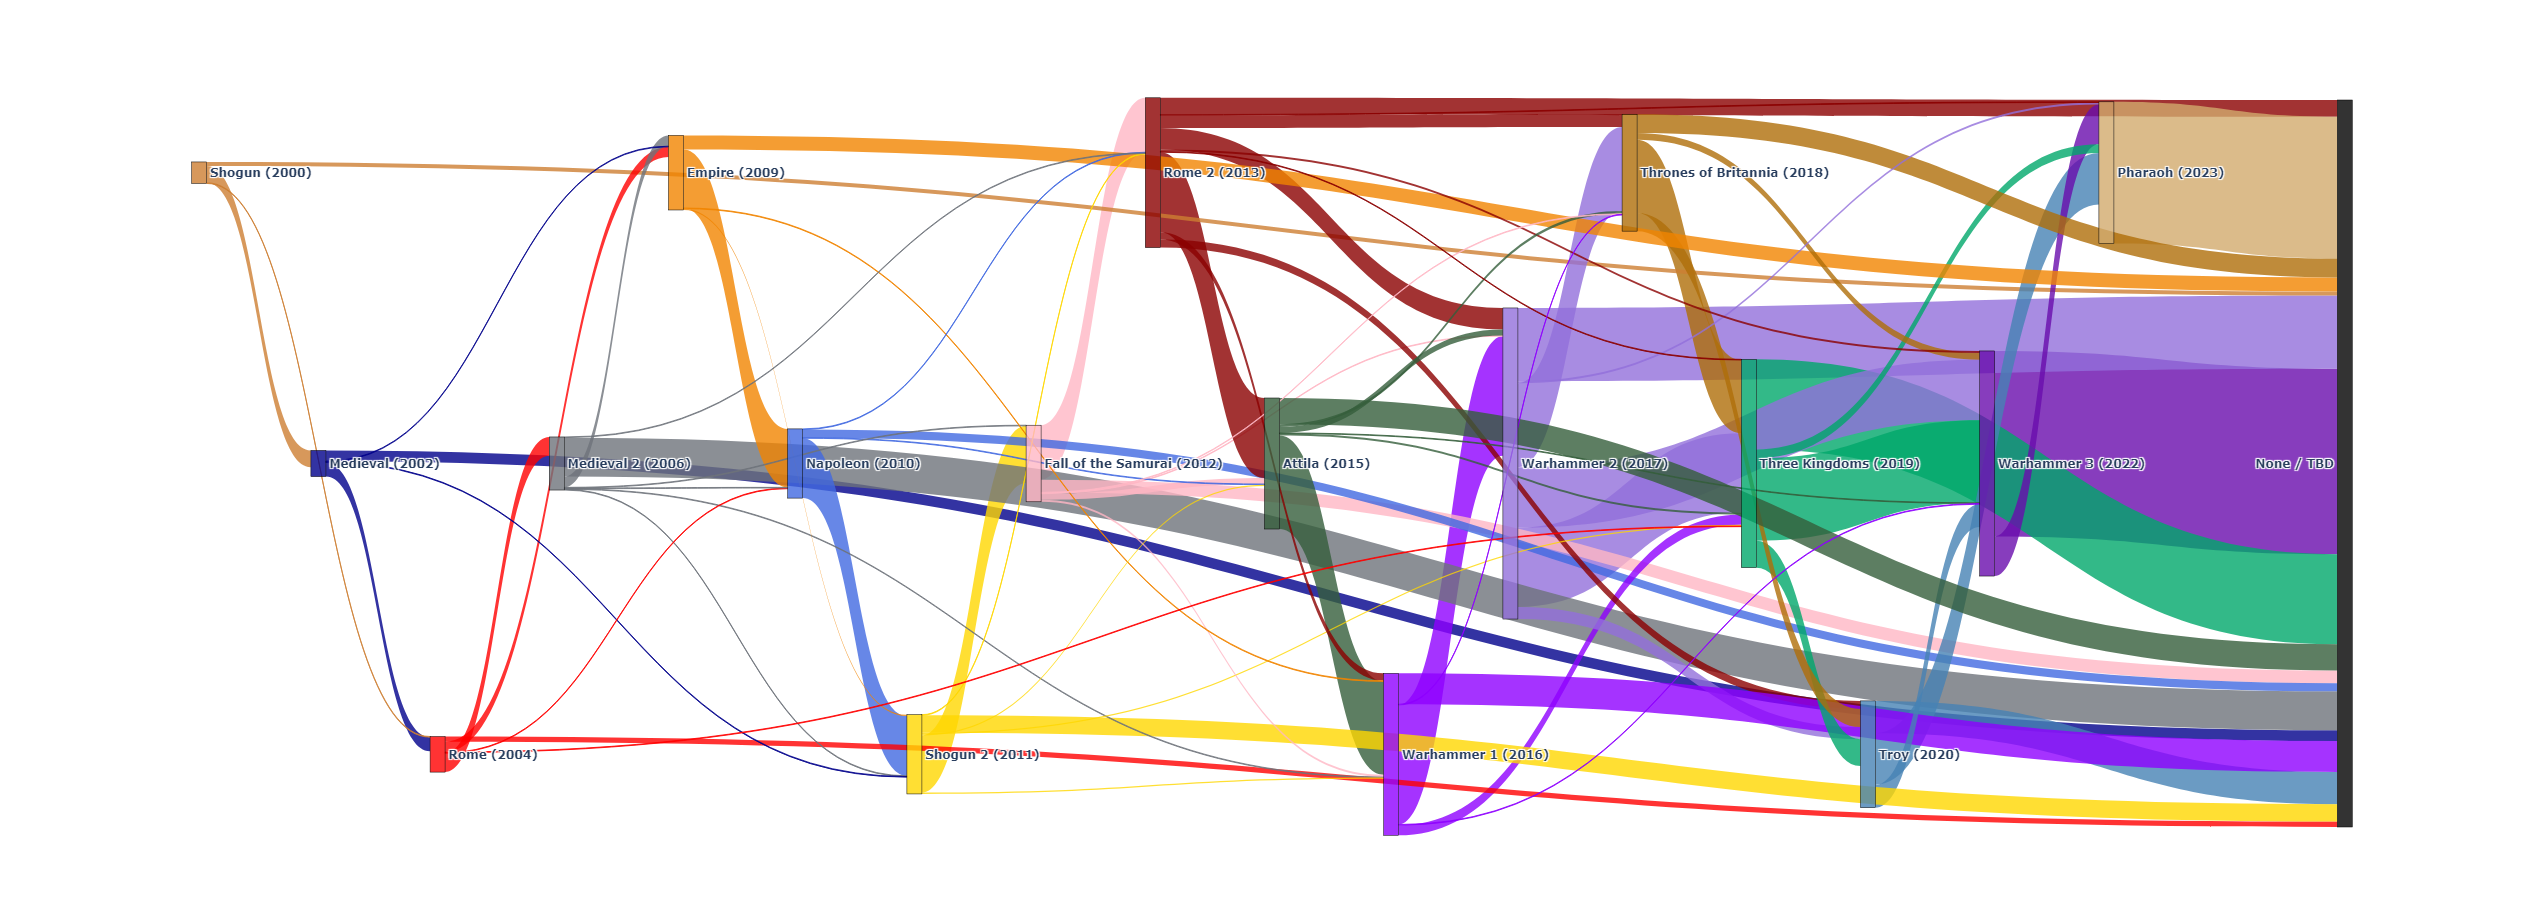 Shogun (2000)
Empire (2009)
Rome 2 (2013)
Thrones of Britannia (2018)
Pharaoh (2023)
Medieval (2002)
Medieval 2 (2006)
Napoleon (2010)
Fall of the Samurai (2012)
Attila (2015)
Warhammer 2 (2017)
Three Kingdoms (2019)
Warhammer 3 (2022)
None / TBD
Rome (2004)
Shogun 2 (2011)
Warhammer 1 (2016)
Troy (2020)